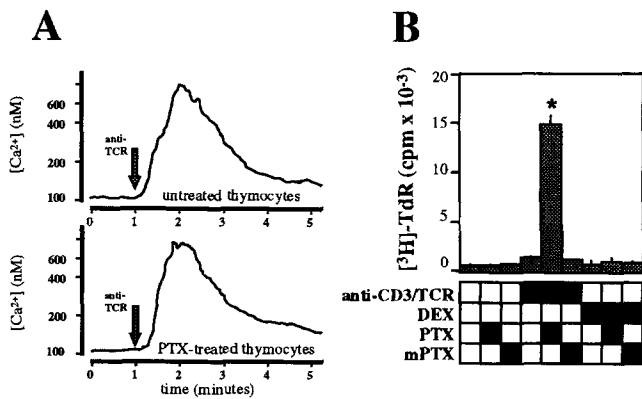 A
B
[Ca²⁺] (nM)
600
400
100
anti-
TCR
untreated thymocytes
0 1 2 3 4 5
[Ca²⁺] (nM)
600
400
100
anti-
TCR
PTX-treated thymocytes
0 1 2 3 4 5
time (minutes)
[³H]-TdR (cpm x 10⁻³)
20
15
10
5
0
*
anti-CD3/TCR
DEX
PTX
mPTX